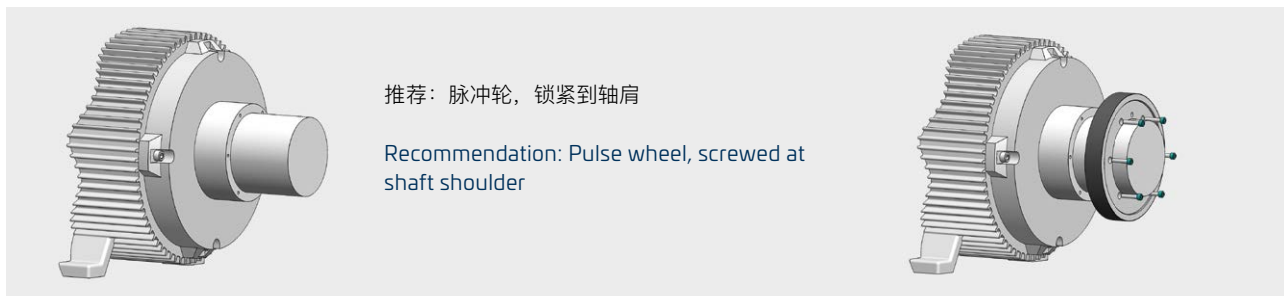 推荐：脉冲轮，锁紧到轴肩
Recommendation: Pulse wheel, screwed at
shaft shoulder